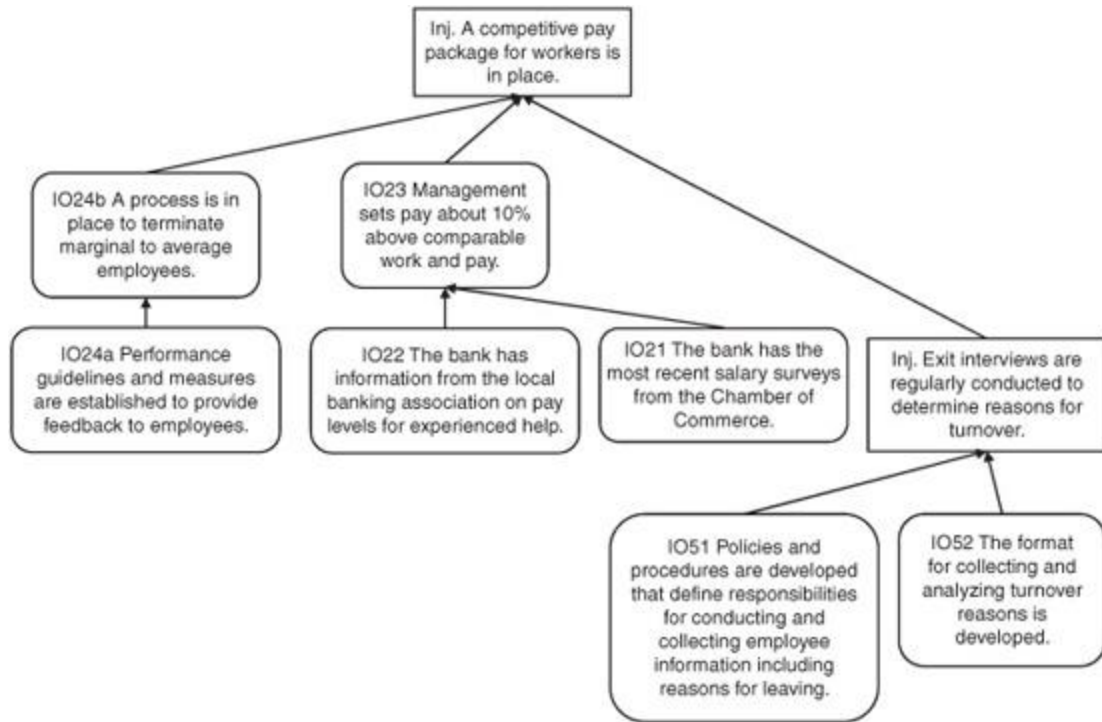 Inj. A competitive pay
package for workers is
in place.
IO24b A process is in
place to terminate
marginal to average
employees.
IO23 Management
sets pay about 10%
above comparable
work and pay.
IO24a Performance
guidelines and measures
are established to provide
feedback to employees.
IO22 The bank has
information from the local
banking association on pay
levels for experienced help.
IO21 The bank has the
most recent salary surveys
from the Chamber of
Commerce.
Inj. Exit interviews are
regularly conducted to
determine reasons for
turnover.
IO51 Policies and
procedures are developed
that define responsibilities
for conducting and
collecting employee
information including
reasons for leaving.
IO52 The format
for collecting and
analyzing turnover
reasons is
developed.